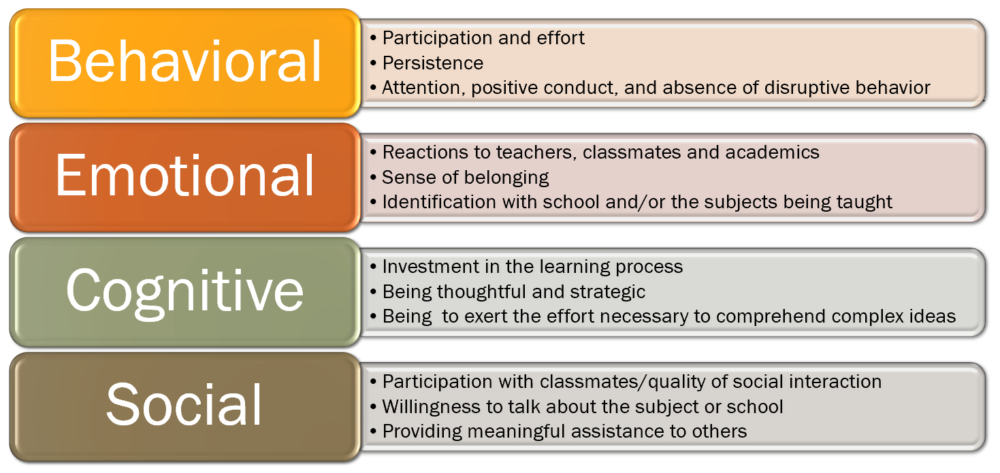 Behavioral
• Participation and effort
• Persistence
• Attention, positive conduct, and absence of disruptive behavior
Emotional
• Reactions to teachers, classmates and academics
• Sense of belonging
• Identification with school and/or the subjects being taught
Cognitive
• Investment in the learning process
• Being thoughtful and strategic
• Being  to exert the effort necessary to comprehend complex ideas
Social
• Participation with classmates/quality of social interaction
• Willingness to talk about the subject or school
• Providing meaningful assistance to others